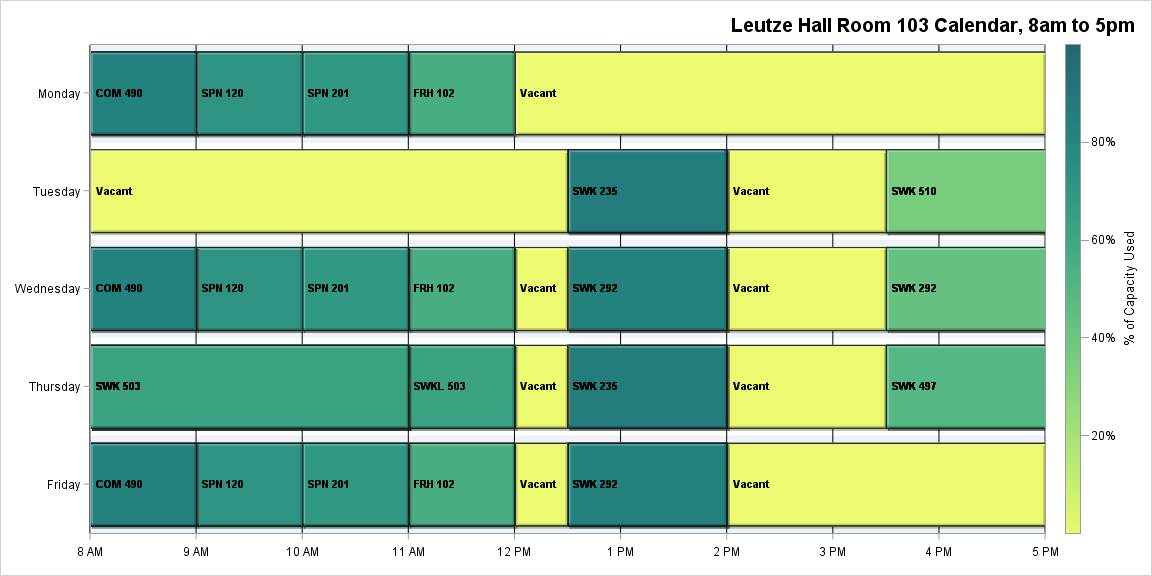 Leutze Hall Room 103 Calendar, 8am to 5pm
Monday
COM 490
SPN 120
SPN 201
FRH 102
Vacant
Tuesday
Vacant
SWK 235
Vacant
SWK 510
Wednesday
COM 490
SPN 120
SPN 201
FRH 102
Vacant
SWK 292
Vacant
SWK 292
Thursday
SWK 503
SWKL 503
Vacant
SWK 235
Vacant
SWK 497
Friday
COM 490
SPN 120
SPN 201
FRH 102
Vacant
SWK 292
Vacant
8 AM
9 AM
10 AM
11 AM
12 PM
1 PM
2 PM
3 PM
4 PM
5 PM
80%
60%
40%
20%
% of Capacity Used